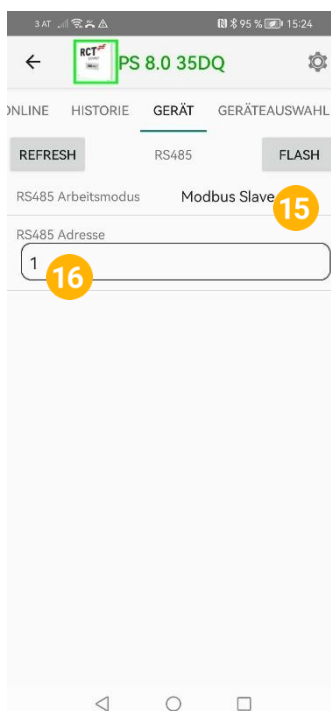 3 AT 95 % 15:24
RCT PS 8.0 35DQ
ONLINE HISTORIE GERÄT GERÄTEAUSWAHL
REFRESH RS485 FLASH
RS485 Arbeitsmodus Modbus Slave 15
RS485 Adresse
1 16